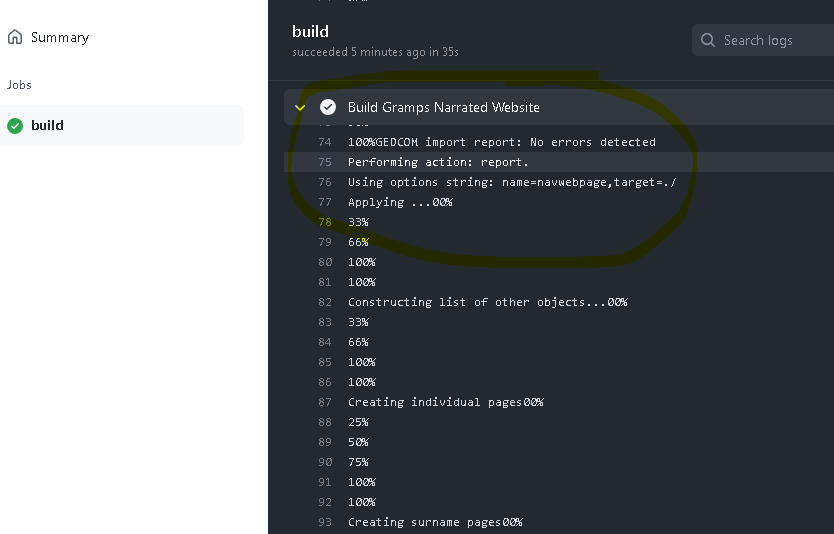 Summary
Jobs
build
build
succeeded 5 minutes ago in 35s
Search logs
Build Gramps Narrated Website
74 100%GEDCOM import report: No errors detected
75 Performing action: report.
76 Using options string: name=navwebpage,target=./
77 Applying ...00%
78 33%
79 66%
80 100%
81 100%
82 Constructing list of other objects...00%
83 33%
84 66%
85 100%
86 100%
87 Creating individual pages00%
88 25%
89 50%
90 75%
91 100%
92 100%
93 Creating surname pages00%